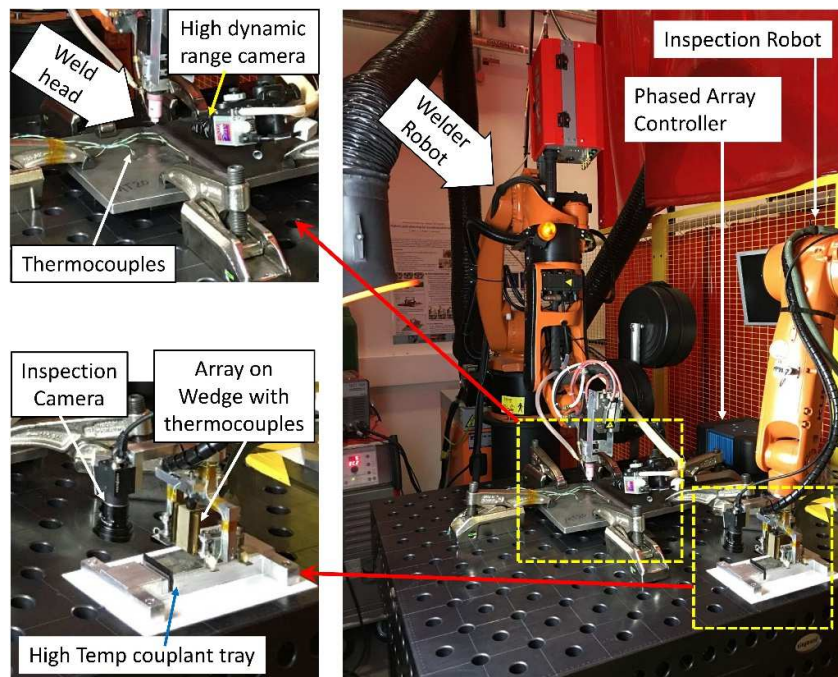 Weld
head
High dynamic
range camera
Thermocouples
Inspection
Camera
Array on
Wedge with
thermocouples
High Temp couplant tray
Welder
Robot
Inspection Robot
Phased Array
Controller